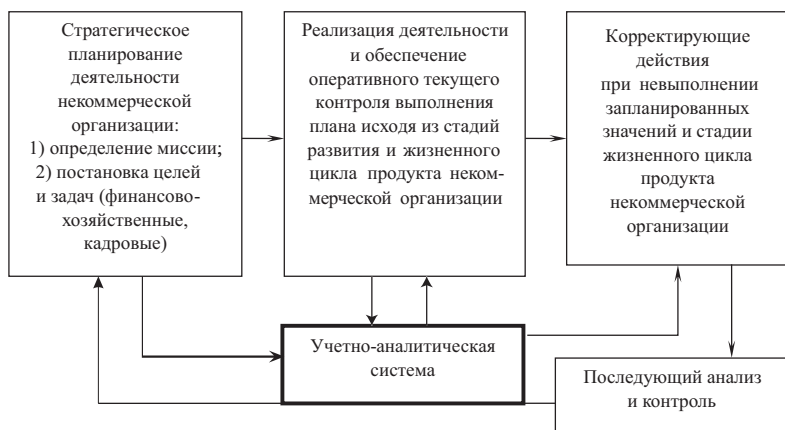 Стратегическое
планирование
деятельности
некоммерческой
организации:
1) определение миссии;
2) постановка целей
и задач (финансово-
хозяйственные,
кадровые)
Реализация деятельности
и обеспечение
оперативного текущего
контроля выполнения
плана исходя из стадий
развития и жизненного
цикла продукта неком-
мерческой организации
Корректирующие
действия
при невыполнении
запланированных
значений и стадии
жизненного цикла
продукта
некоммерческой
организации
Учетно-аналитическая
система
Последующий анализ
и контроль